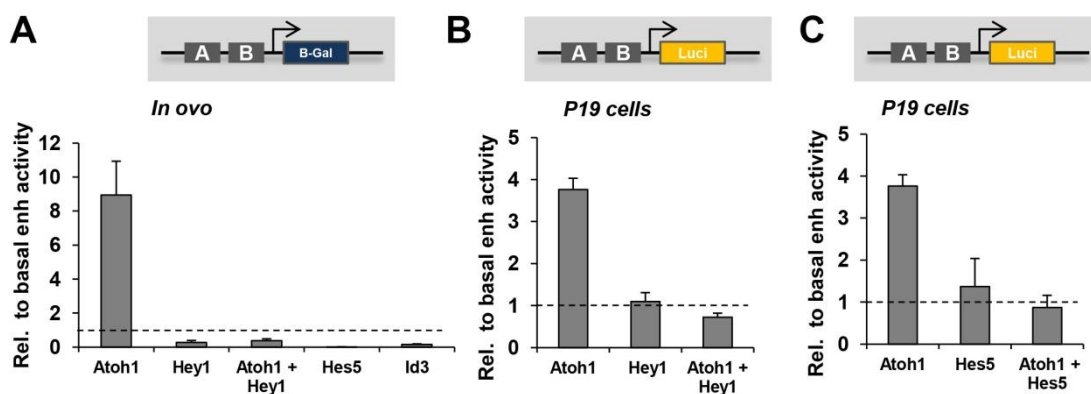 A
A B B-Gal
In ovo
Rel. to basal enh activity
12
10
8
6
4
2
0
Atoh1 Hey1 Atoh1 + Hes5 Id3
Hey1
B
A B Luci
P19 cells
Rel. to basal enh activity
5
4
3
2
1
0
Atoh1 Hey1 Atoh1 +
Hey1
C
A B Luci
P19 cells
Rel. to basal enh activity
5
4
3
2
1
0
Atoh1 Hes5 Atoh1 +
Hes5